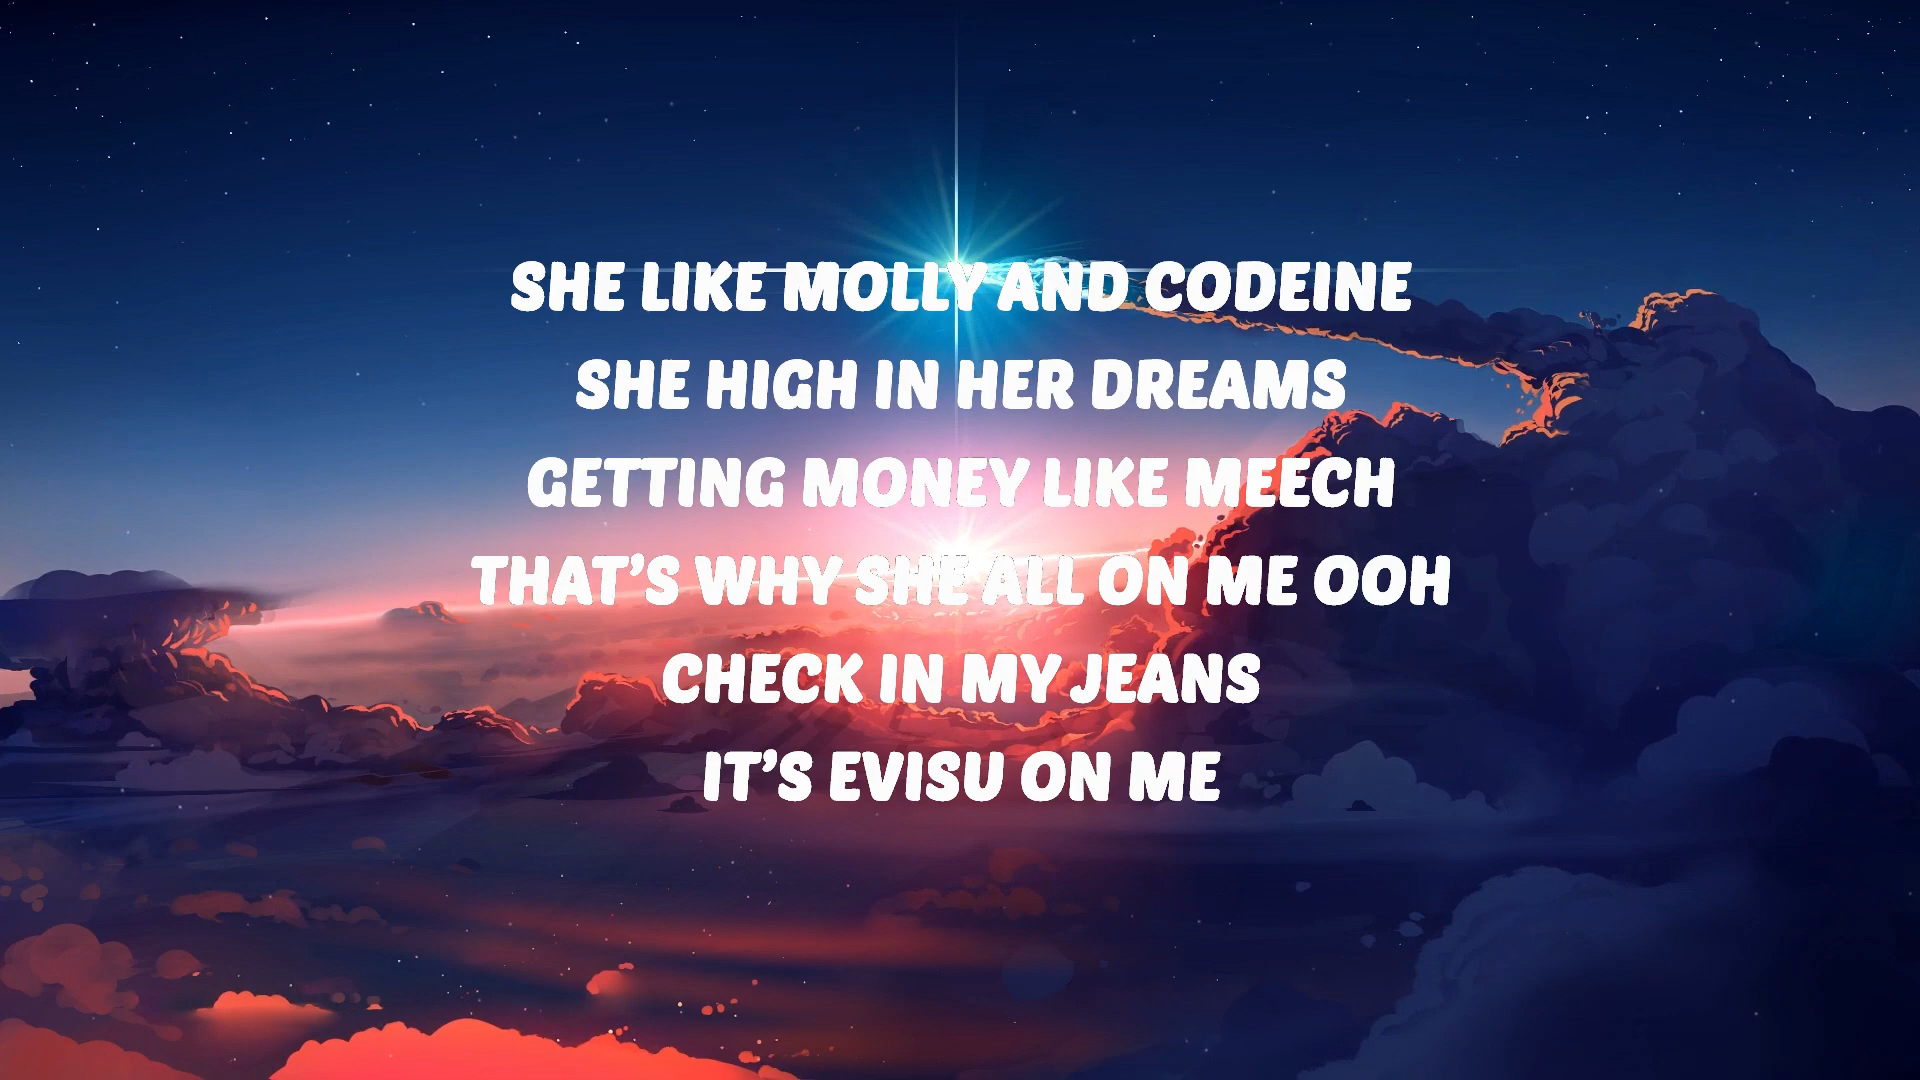 SHE LIKE MOLLY AND CODEINE
SHE HIGH IN HER DREAMS
GETTING MONEY LIKE MEECH
THAT’S WHY SHE ALL ON ME OOH
CHECK IN MY JEANS
IT’S EVISU ON ME